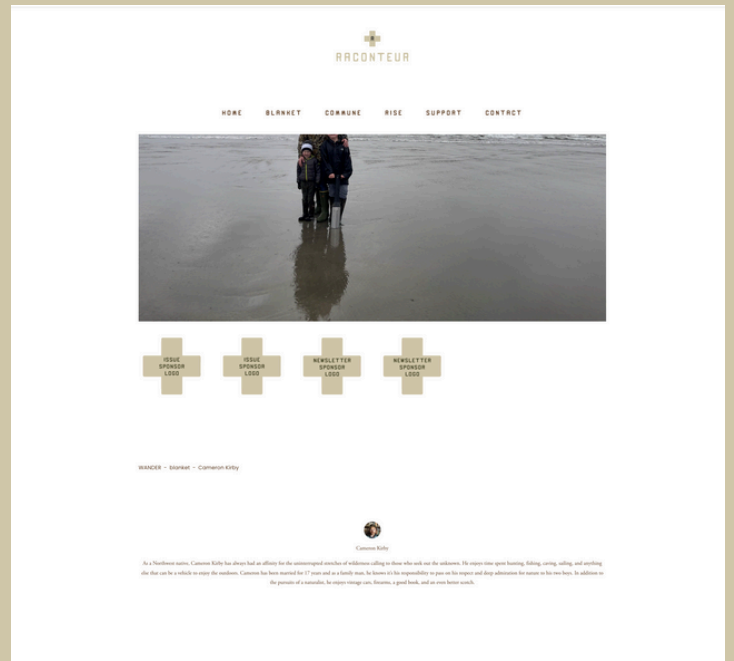 RACONTEUR
HOME BLANKET COMMUNE RISE SUPPORT CONTACT
ISSUE
SPONSOR
LOGO
ISSUE
SPONSOR
LOGO
NEWSLETTER
SPONSOR
LOGO
NEWSLETTER
SPONSOR
LOGO
WANDER – blanket – Cameron Kirby
Cameron Kirby
As a Northwest native, Cameron Kirby has always had an affinity for the uninterrupted stretches of wilderness calling to those who seek out the unknown. He enjoys time spent hunting, fishing, caving, sailing, and anything
else that can be a vehicle to enjoy the outdoors. Cameron has been married for 17 years and as a family man, he knows it's his responsibility to pass on his respect and deep admiration for nature to his two boys. In addition to
the pursuits of a naturalist, he enjoys vintage cars, firearms, a good book, and an even better scotch.